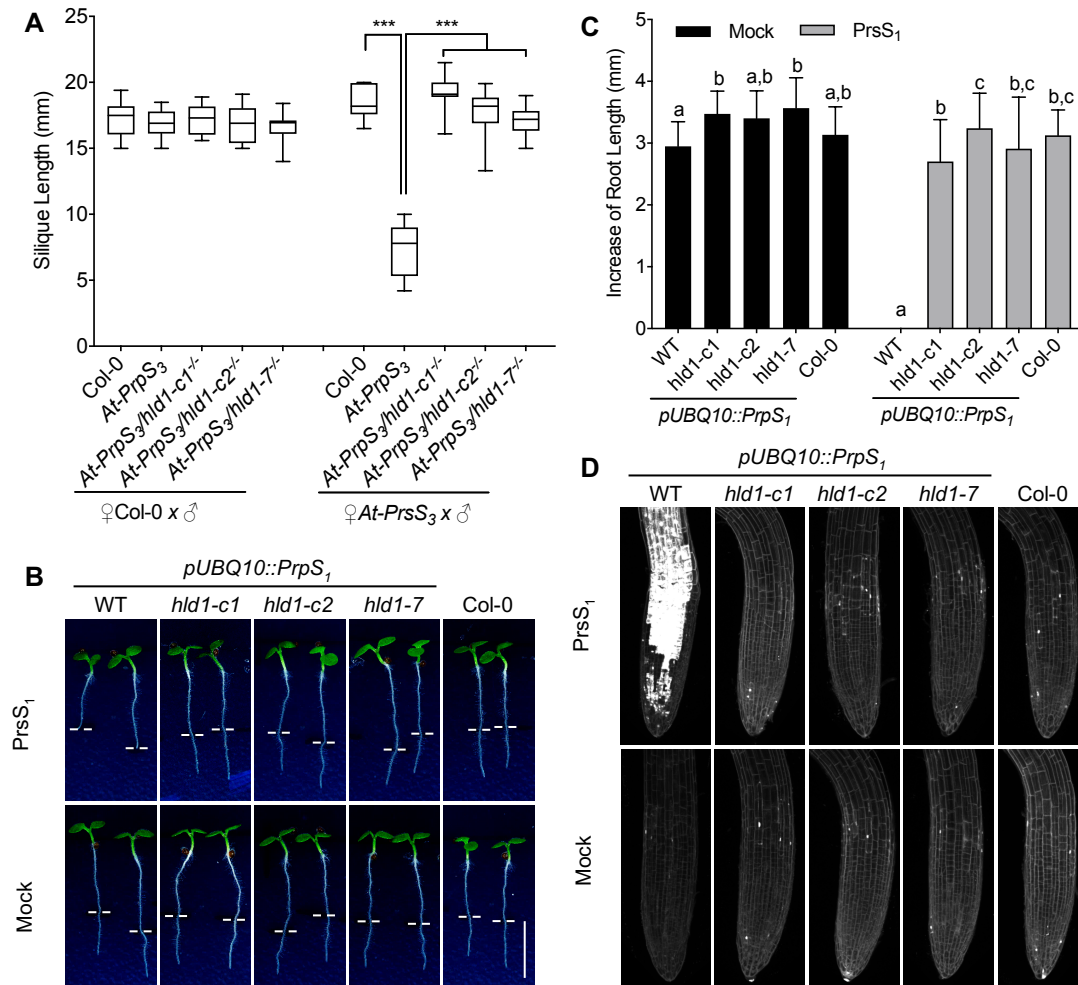 A
Silique Length (mm)
25
20
15
10
5
0
***
***
Col-0
At-PrpS3
At-PrpS3/hld1-c1-/-
At-PrpS3/hld1-c2-/-
At-PrpS3/hld1-7-/-
Col-0
At-PrpS3
At-PrpS3/hld1-c1-/-
At-PrpS3/hld1-c2-/-
At-PrpS3/hld1-7-/-
♀Col-0 x ♂
♀At-PrsS3 x ♂
C
Mock
PrsS1
Increase of Root Length (mm)
5
4
3
2
1
0
a
b
a,b
b
a,b
a
b
c
b,c
b,c
WT
hld1-c1
hld1-c2
hld1-7
Col-0
WT
hld1-c1
hld1-c2
hld1-7
Col-0
pUBQ10::PrpS1
pUBQ10::PrpS1
B
pUBQ10::PrpS1
WT
hld1-c1
hld1-c2
hld1-7
Col-0
PrsS1
Mock
D
pUBQ10::PrpS1
WT
hld1-c1
hld1-c2
hld1-7
Col-0
PrsS1
Mock